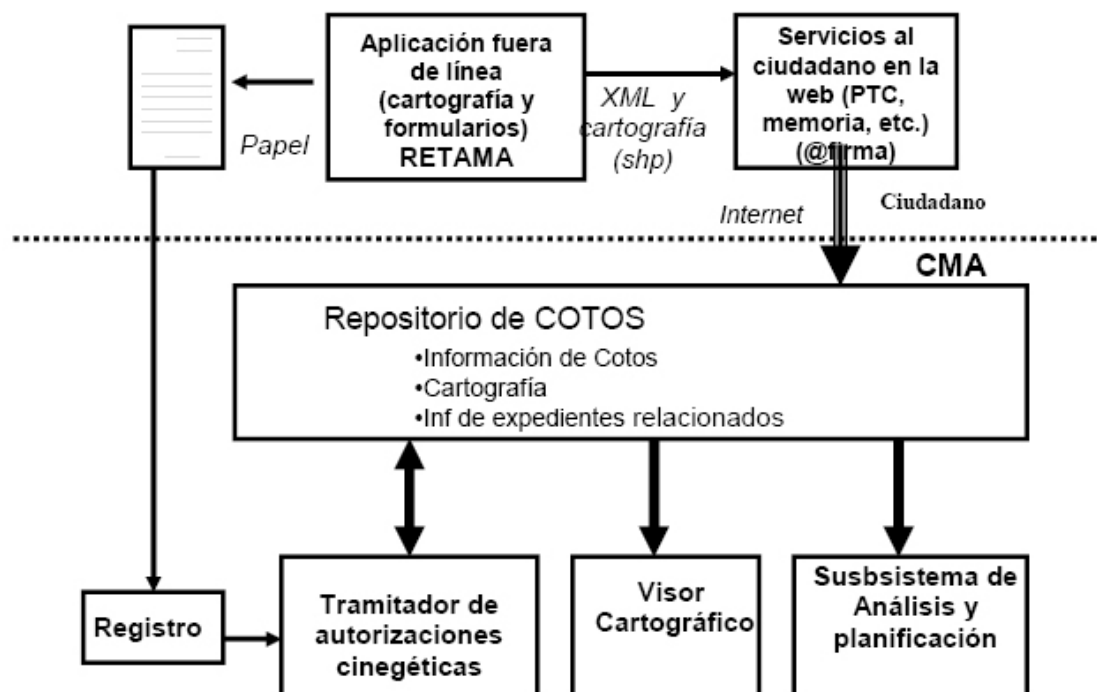 Aplicación fuera
de línea
(cartografía y
formularios)
RETAMA
Servicios al
ciudadano en la
web (PTC,
memoria, etc.)
(@firma)
Papel
XML y
cartografía
(shp)
Internet
Ciudadano
CMA
Repositorio de COTOS
•Información de Cotos
•Cartografía
•Inf de expedientes relacionados
Registro
Tramitador de
autorizaciones
cinegéticas
Visor
Cartográfico
Susbsistema de
Análisis y
planificación